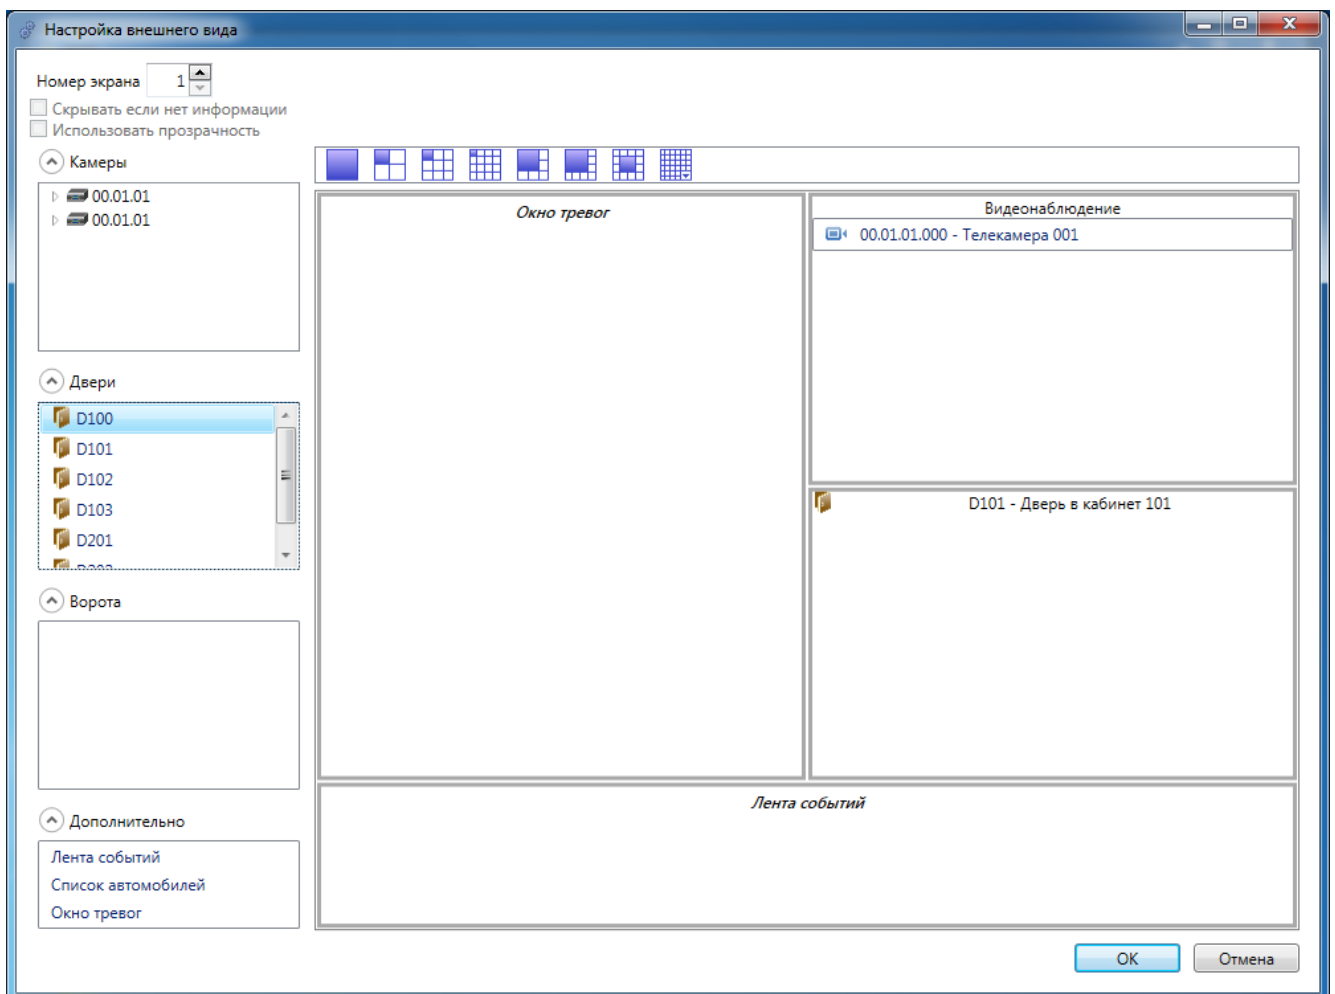 Настройка внешнего вида
Номер экрана 1
Скрывать если нет информации
Использовать прозрачность
Камеры
00.01.01
00.01.01
Двери
D100
D101
D102
D103
D201
Ворота
Дополнительно
Лента событий
Список автомобилей
Окно тревог
Окно тревог
Видеонаблюдение
00.01.01.000 - Телекамера 001
D101 - Дверь в кабинет 101
Лента событий
OK
Отмена